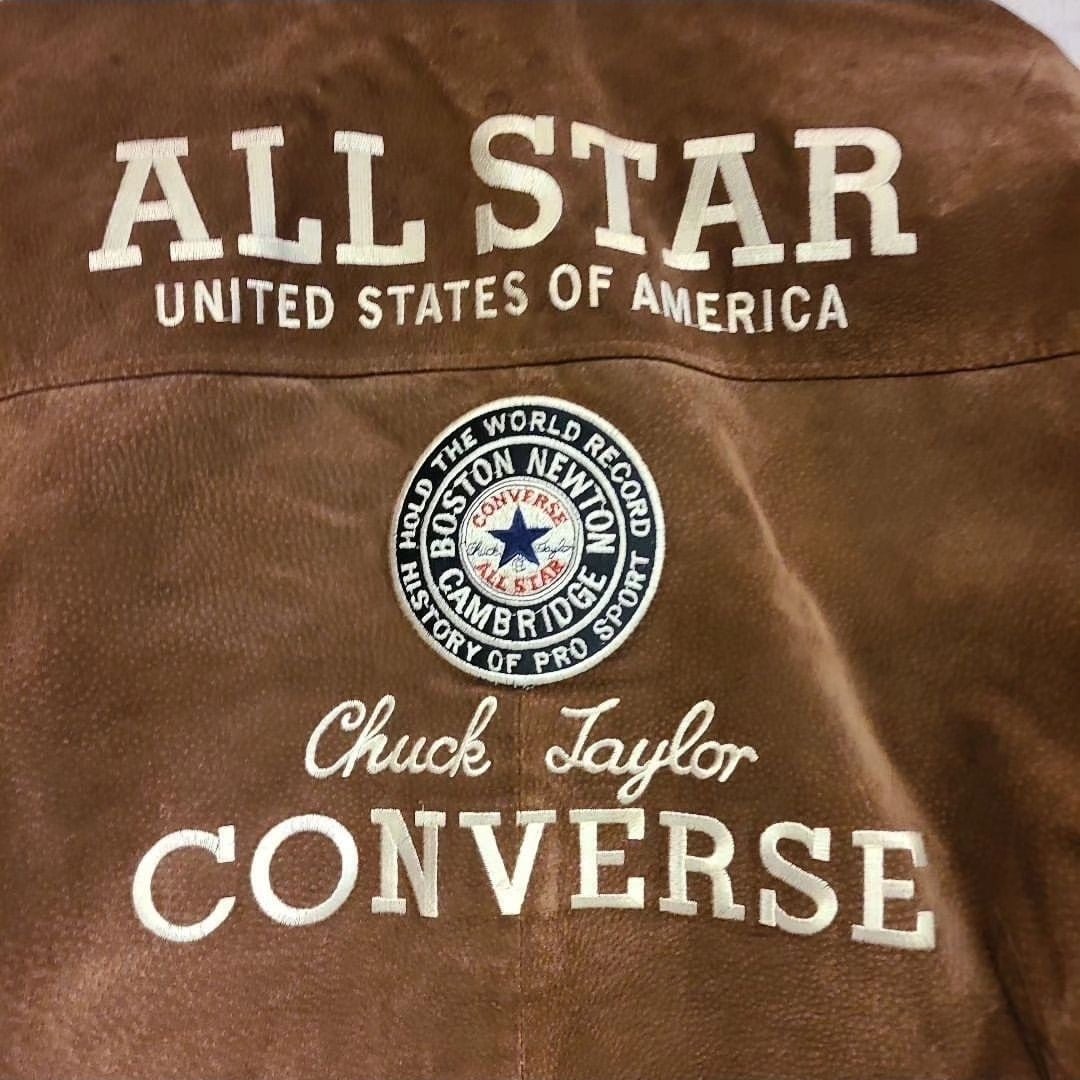 ALL STAR
UNITED STATES OF AMERICA
HOLD THE WORLD RECORD
HISTORY OF PRO SPORT
BOSTON NEWTON
CAMBRIDGE
CONVERSE
Chuck Taylor
ALL STAR
Chuck Taylor
CONVERSE